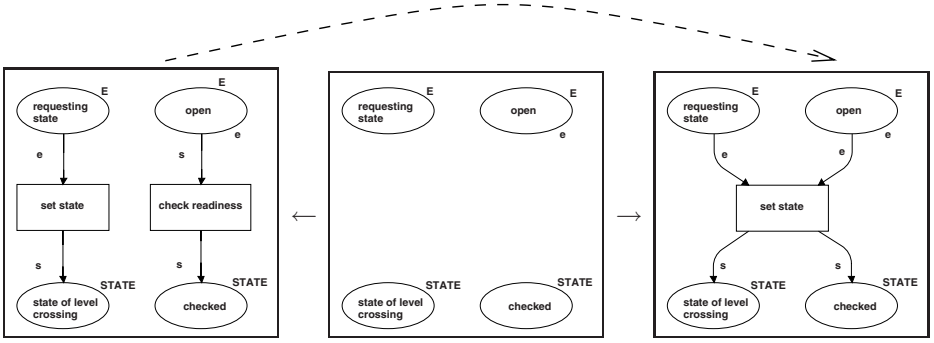 E
E
requesting
state
open
e
e
s
set state
check readiness
s
s
STATE
STATE
state of level
crossing
checked
E
E
requesting
state
open
e
STATE
STATE
state of level
crossing
checked
E
E
requesting
state
open
e
e
e
set state
s
s
STATE
STATE
state of level
crossing
checked